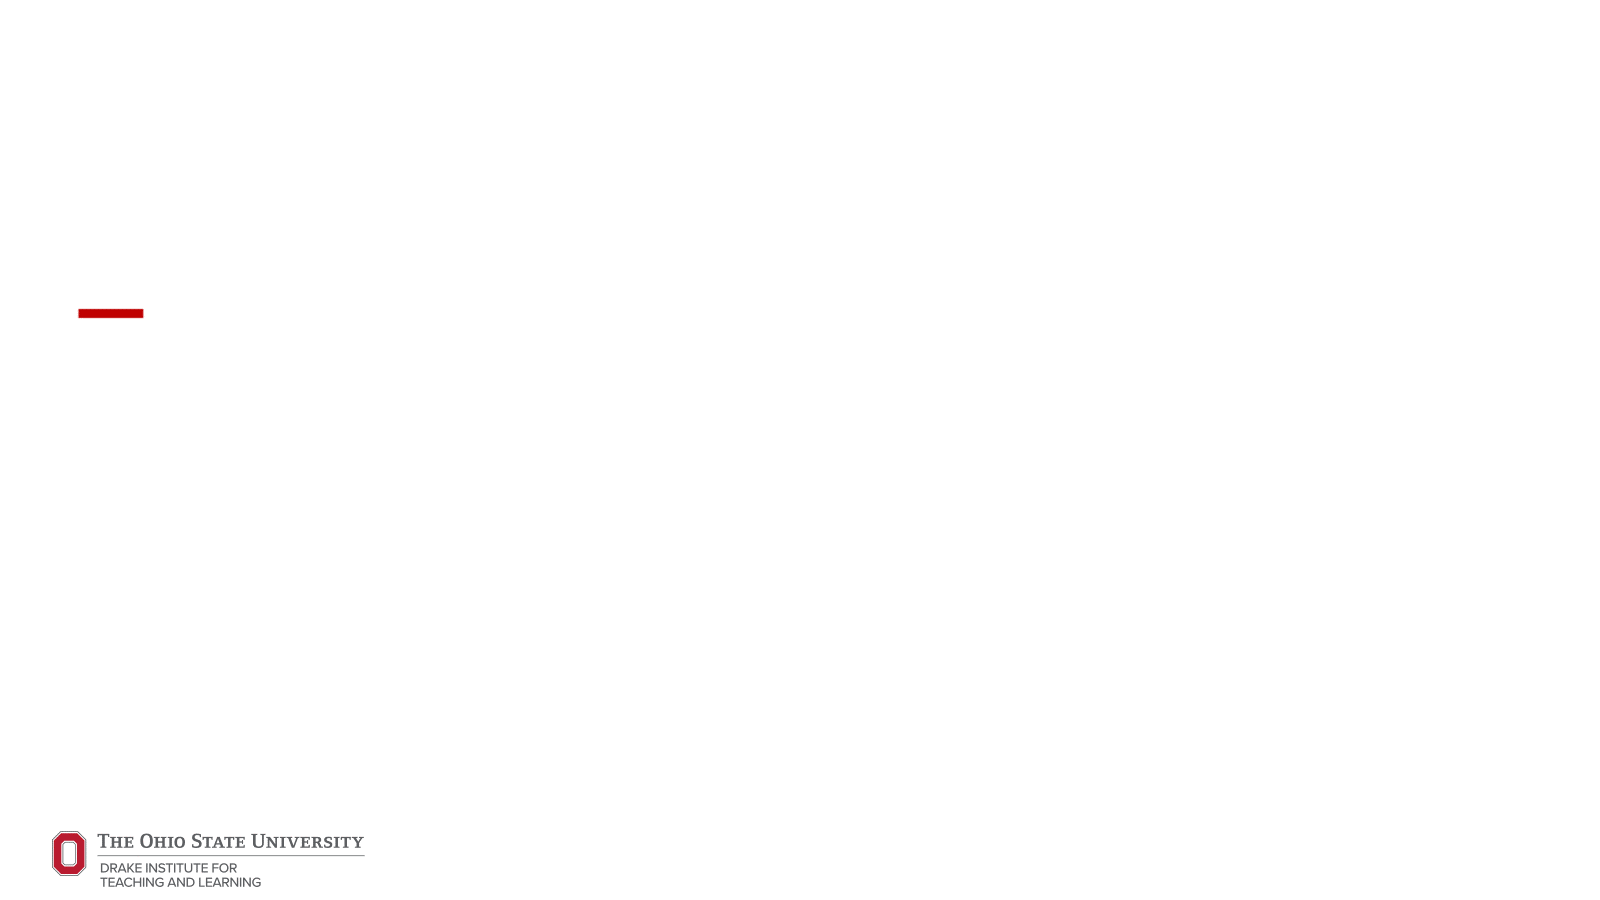 The Ohio State University
DRAKE INSTITUTE FOR
TEACHING AND LEARNING